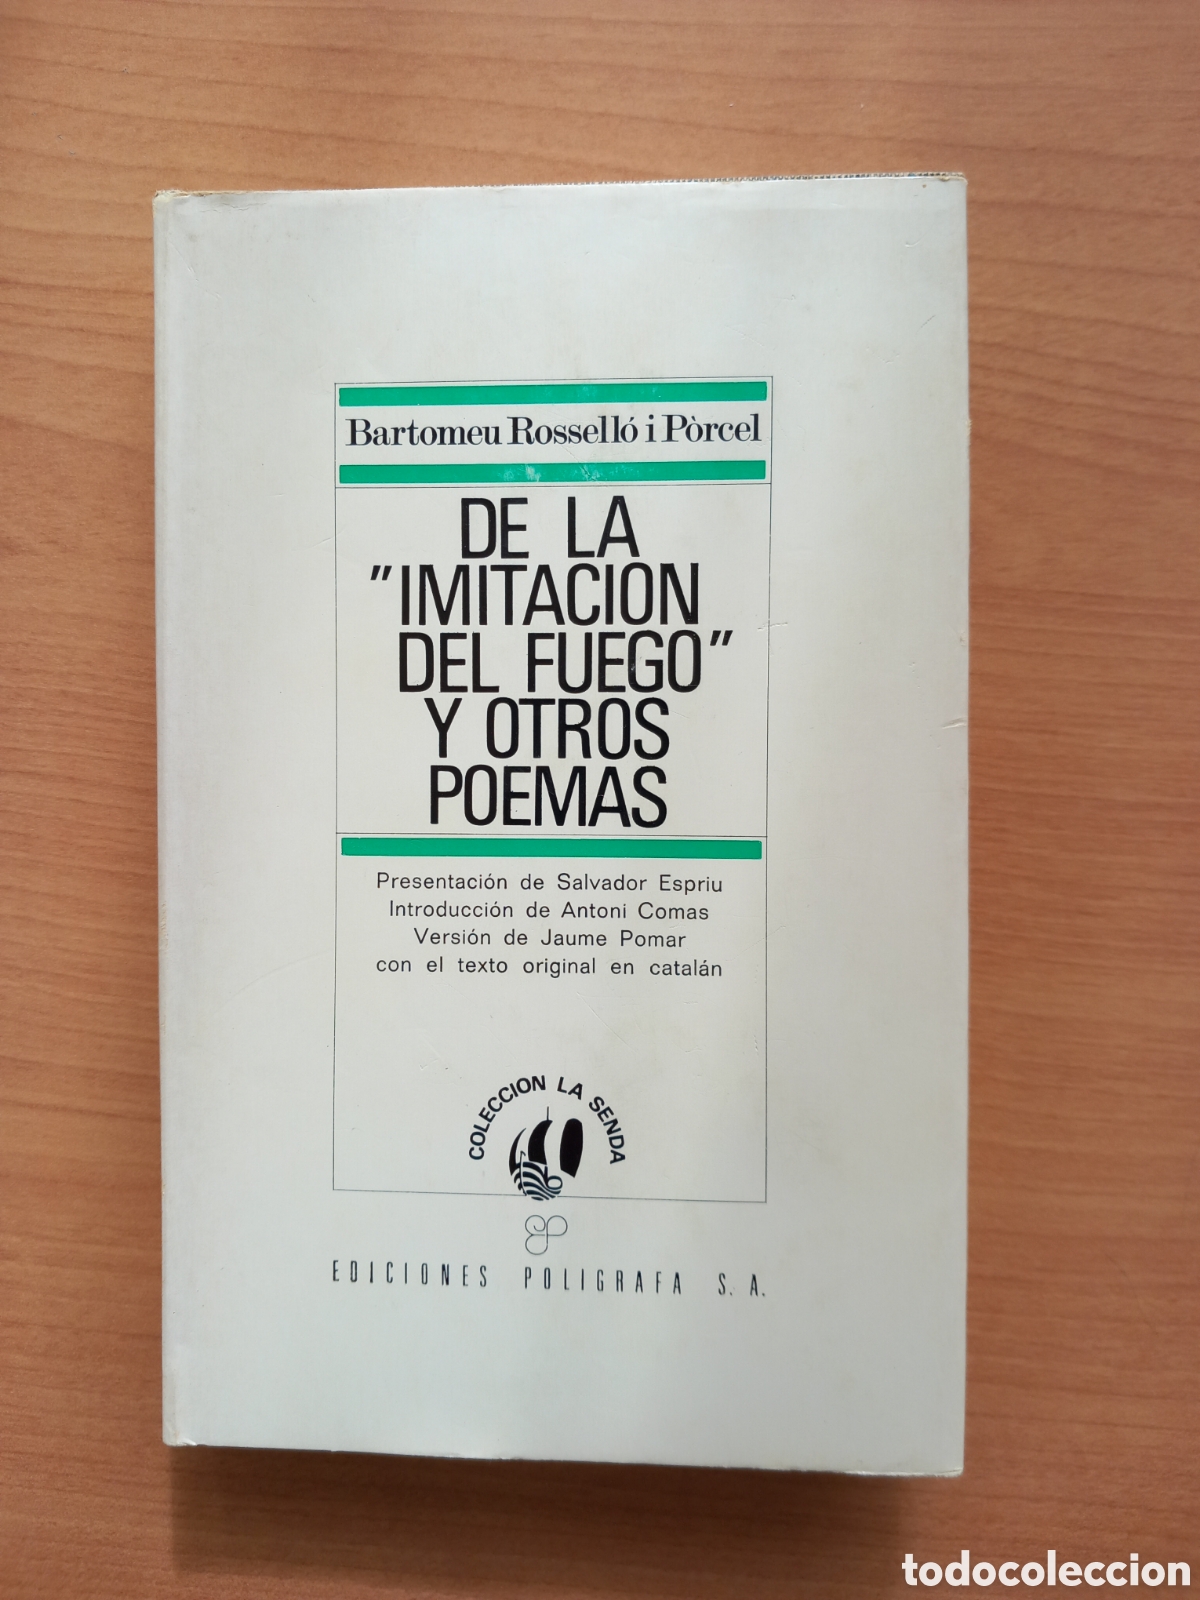 Bartomeu Rosselló i Pòrcel
DE LA
"IMITACION
DEL FUEGO"
Y OTROS
POEMAS
Presentación de Salvador Espriu
Introducción de Antoni Comas
Versión de Jaume Pomar
con el texto original en catalán
COLECCION LA SENDA
EDICIONES POLIGRAFA S. A.
todocoleccion